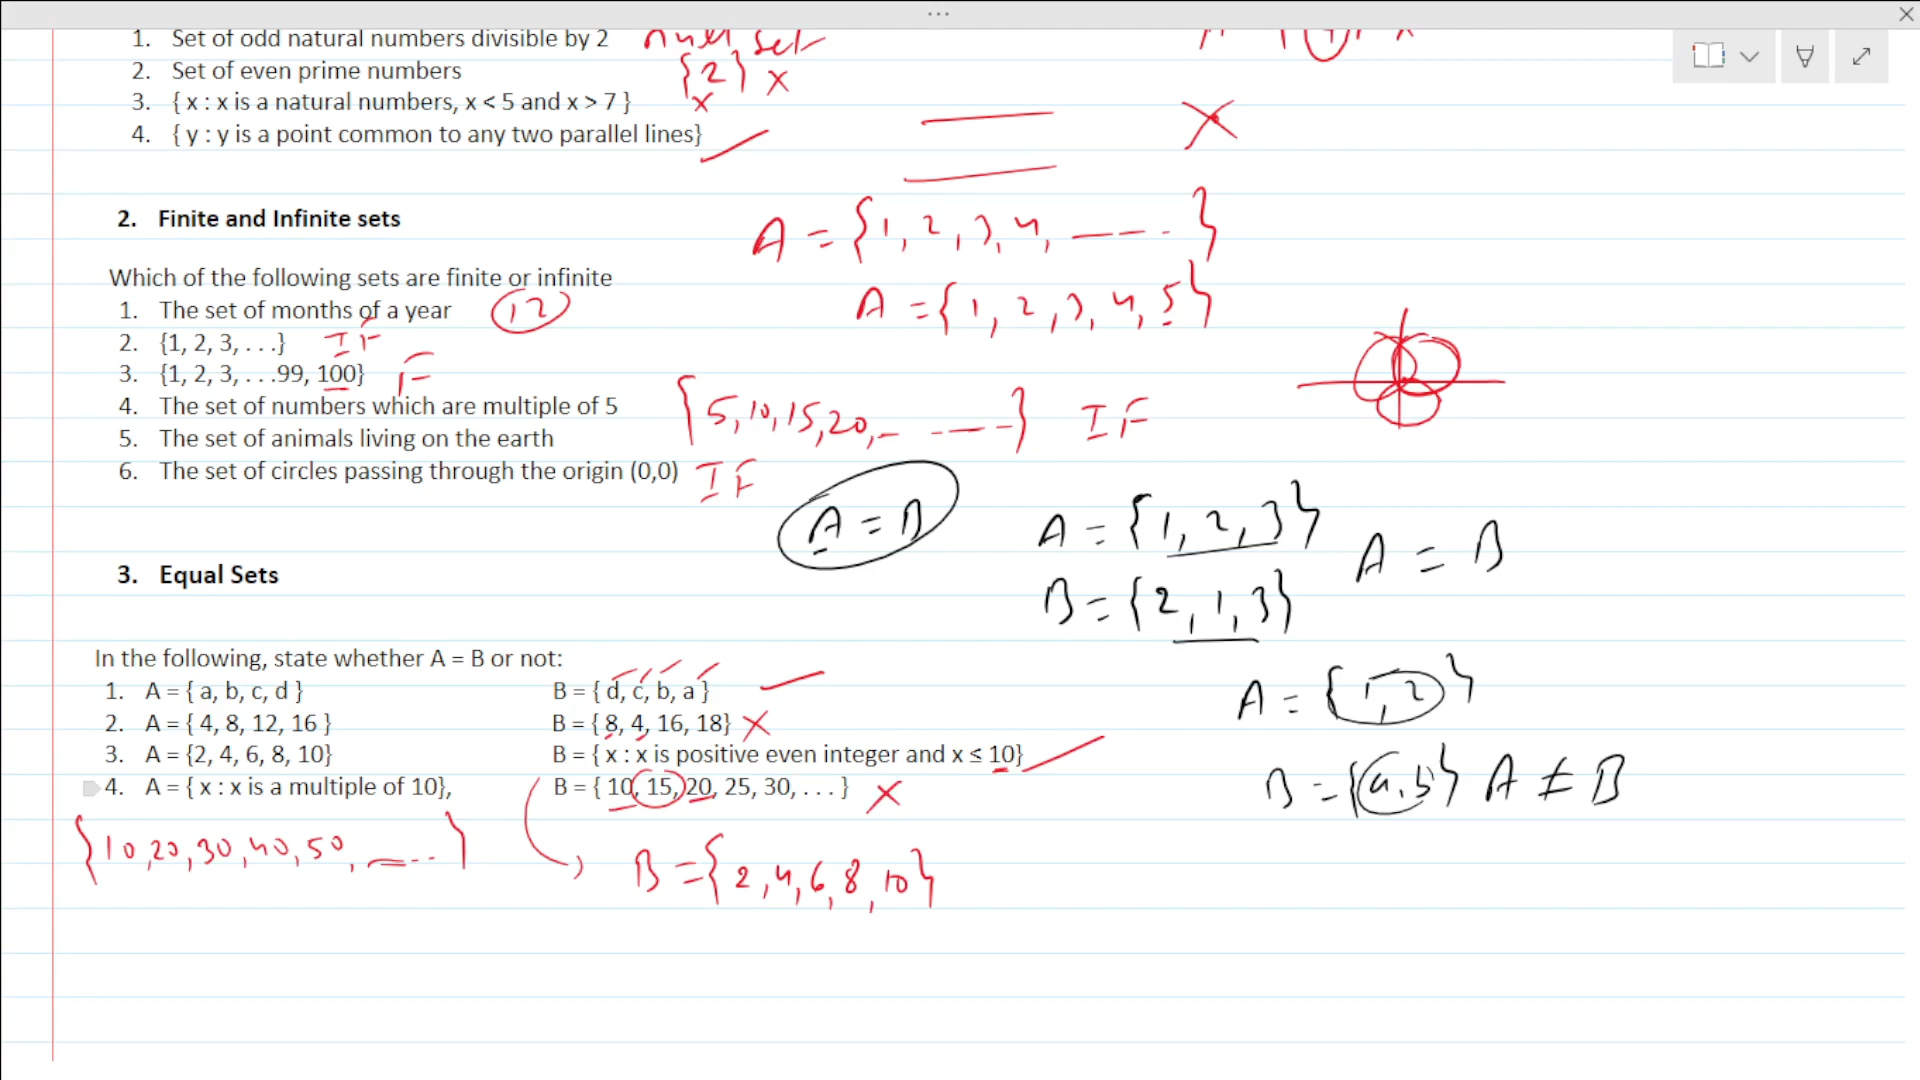 1. Set of odd natural numbers divisible by 2 null set
2. Set of even prime numbers {2} x
3. { x : x is a natural numbers, x < 5 and x > 7 } x
4. { y : y is a point common to any two parallel lines}
2. Finite and Infinite sets
A = {1, 2, 3, 4, ---- }
Which of the following sets are finite or infinite
A = {1, 2, 3, 4, 5}
1. The set of months of a year 12
2. {1, 2, 3, . . .} IF
3. {1, 2, 3, . . .99, 100} F
4. The set of numbers which are multiple of 5 {5, 10, 15, 20, - - - - } IF
5. The set of animals living on the earth
6. The set of circles passing through the origin (0,0) IF
A = B
A = {1, 2, 3}
A = B
B = {2, 1, 3}
3. Equal Sets
In the following, state whether A = B or not:
1. A = { a, b, c, d } B = { d, c, b, a }
A = {1, 2}
2. A = { 4, 8, 12, 16 } B = { 8, 4, 16, 18} x
3. A = {2, 4, 6, 8, 10} B = { x : x is positive even integer and x ≤ 10}
4. A = { x : x is a multiple of 10}, B = { 10, 15, 20, 25, 30, . . . } x
B = {a, b} A ≠ B
{10, 20, 30, 40, 50, --.. }
B = {2, 4, 6, 8, 10}